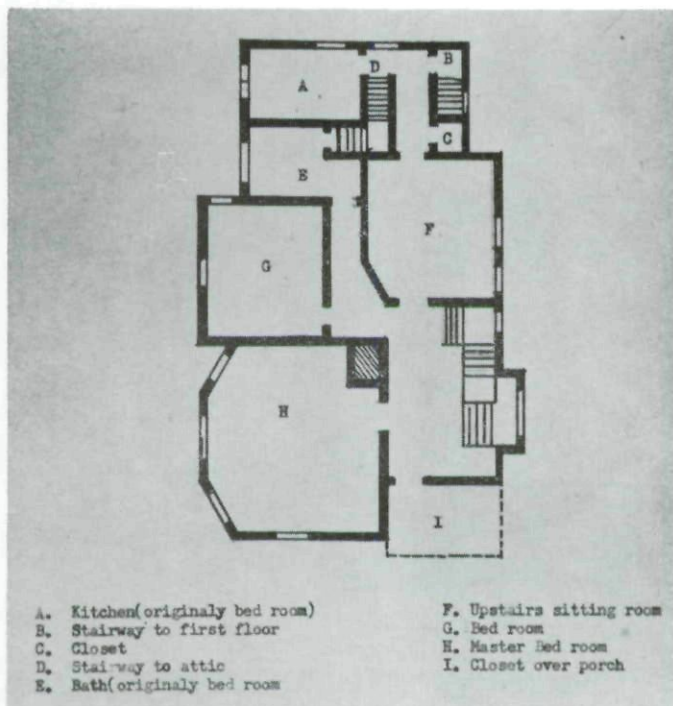 A
D
B
C
E
F
G
H
I
A. Kitchen(originaly bed room)
B. Stairway to first floor
C. Closet
D. Stairway to attic
E. Bath(originaly bed room
F. Upstairs sitting room
G. Bed room
H. Master Bed room
I. Closet over porch